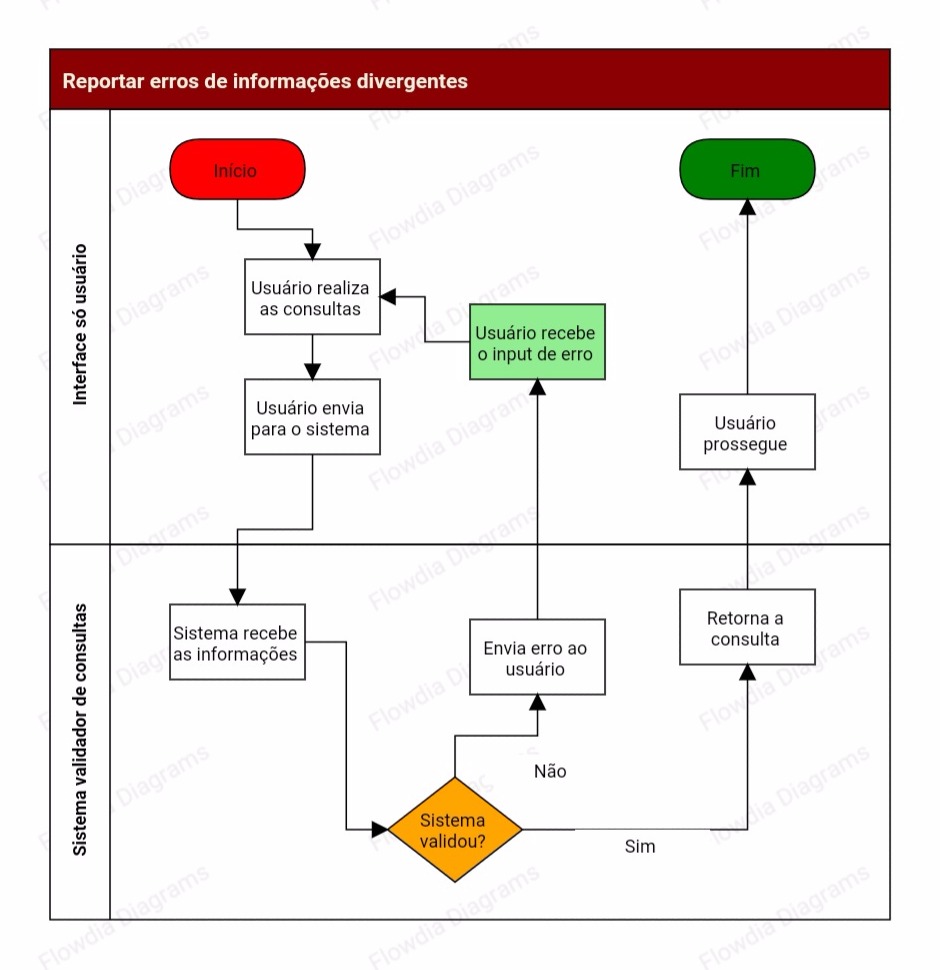 Reportar erros de informações divergentes
Interface só usuário
Início
Fim
Usuário realiza
as consultas
Usuário recebe
o input de erro
Usuário envia
para o sistema
Usuário
prossegue
Sistema validador de consultas
Sistema recebe
as informações
Envia erro ao
usuário
Retorna a
consulta
Não
Sistema
validou?
Sim
Flowdia Diagrams